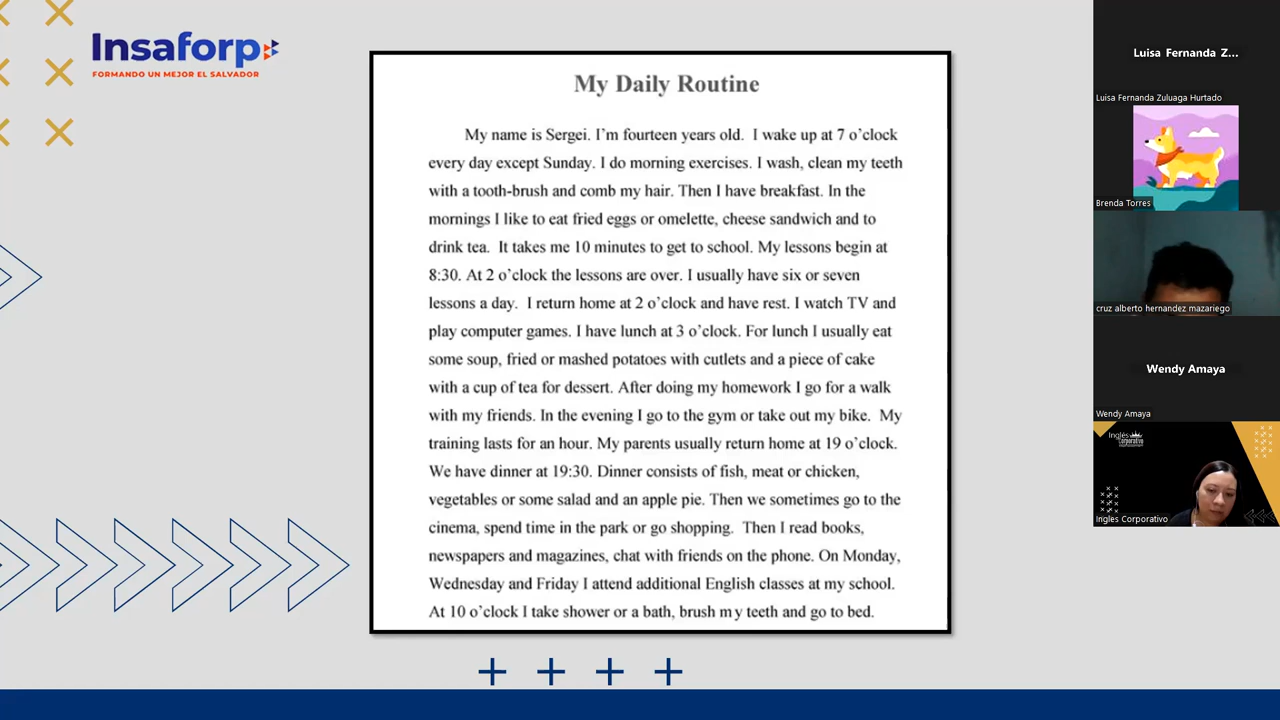 Insaforp
FORMANDO UN MEJOR EL SALVADOR
My Daily Routine
My name is Sergei. I'm fourteen years old. I wake up at 7 o'clock
every day except Sunday. I do morning exercises. I wash, clean my teeth
with a tooth-brush and comb my hair. Then I have breakfast. In the
mornings I like to eat fried eggs or omelette, cheese sandwich and to
drink tea. It takes me 10 minutes to get to school. My lessons begin at
8:30. At 2 o'clock the lessons are over. I usually have six or seven
lessons a day. I return home at 2 o'clock and have rest. I watch TV and
play computer games. I have lunch at 3 o'clock. For lunch I usually eat
some soup, fried or mashed potatoes with cutlets and a piece of cake
with a cup of tea for dessert. After doing my homework I go for a walk
with my friends. In the evening I go to the gym or take out my bike. My
training lasts for an hour. My parents usually return home at 19 o'clock.
We have dinner at 19:30. Dinner consists of fish, meat or chicken,
vegetables or some salad and an apple pie. Then we sometimes go to the
cinema, spend time in the park or go shopping. Then I read books,
newspapers and magazines, chat with friends on the phone. On Monday,
Wednesday and Friday I attend additional English classes at my school.
At 10 o'clock I take shower or a bath, brush my teeth and go to bed.
Luisa Fernanda Z...
Luisa Fernanda Zuluaga Hurtado
Brenda Torres
cruz alberto hernandez mazariego
Wendy Amaya
Wendy Amaya
Inglés
Corporativo
Ingles Corporativo